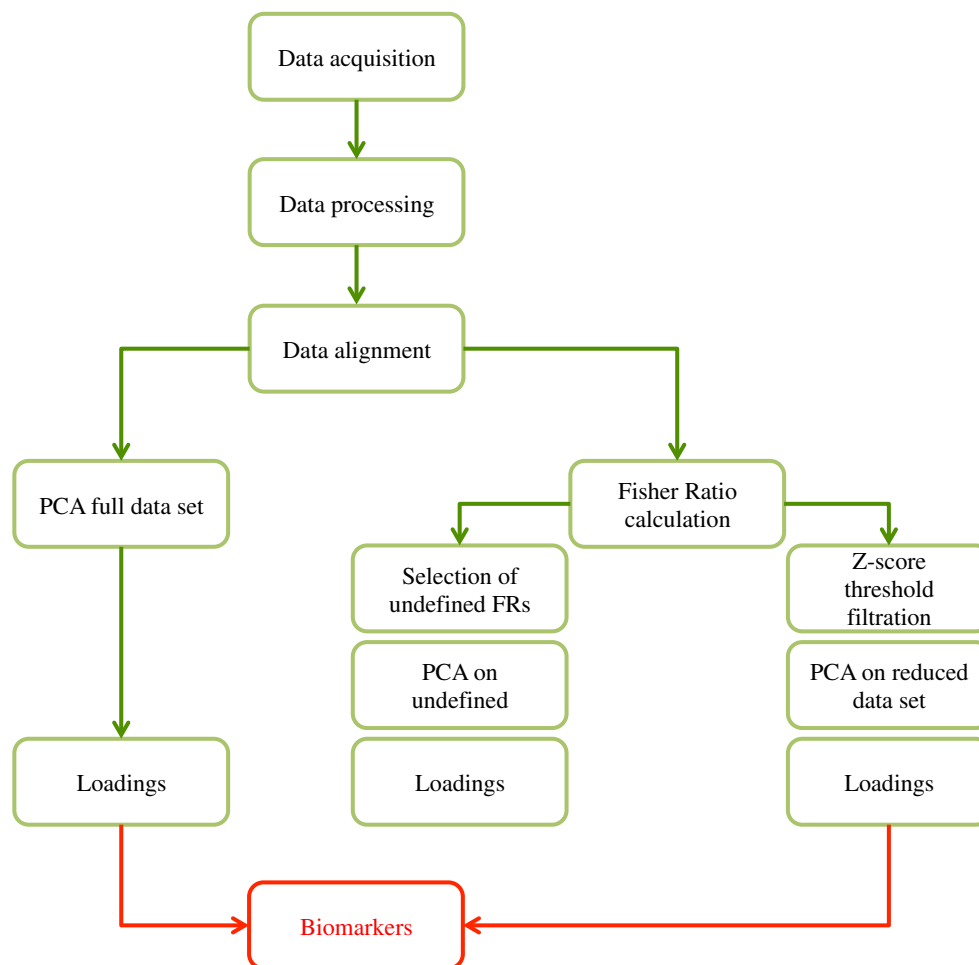 Data acquisition
Data processing
Data alignment
PCA full data set
Fisher Ratio
calculation
Selection of
undefined FRs
Z-score
threshold
filtration
PCA on
undefined
PCA on reduced
data set
Loadings
Loadings
Loadings
Biomarkers